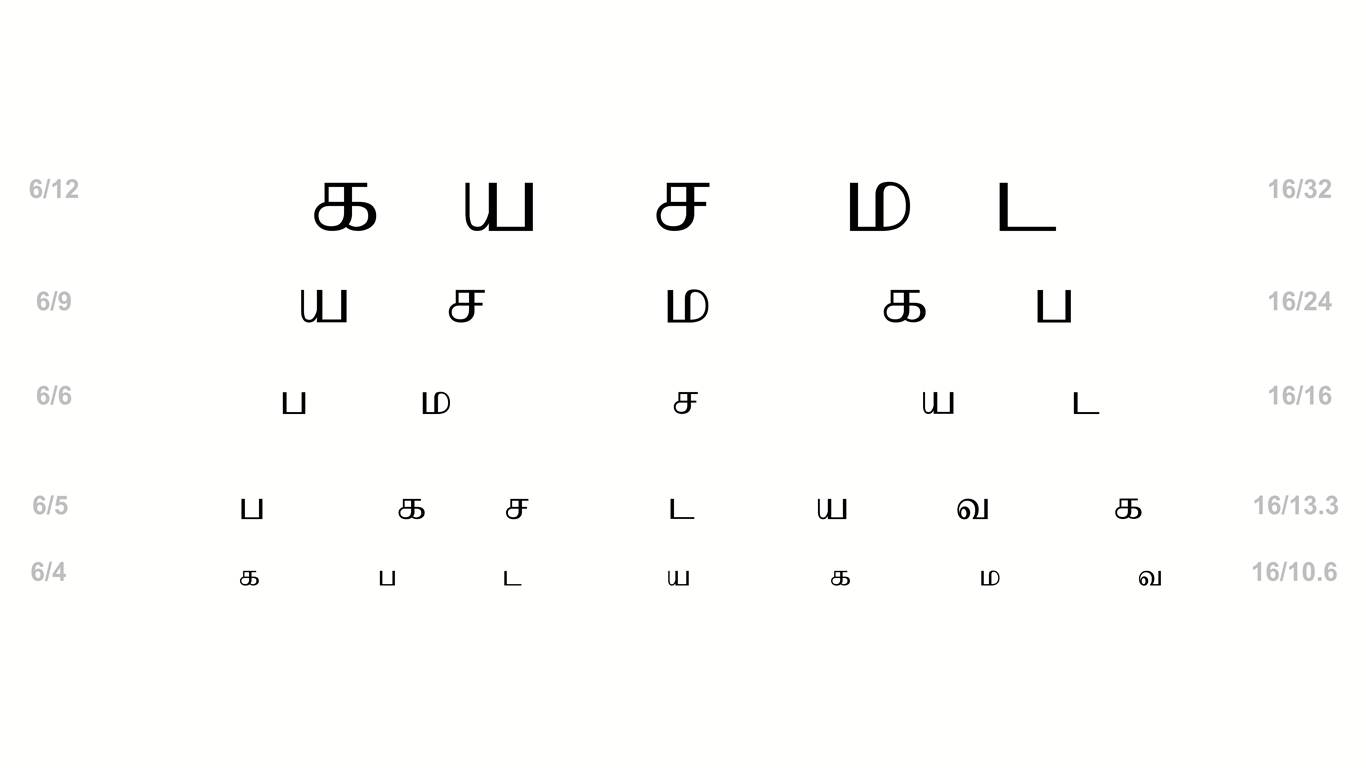 6/12 க ய ச ம ட 16/32
6/9 ய ச ம க ப 16/24
6/6 ப ம ச ய ட 16/16
6/5 ப க ச ட ய வ க 16/13.3
6/4 க ப ட ய க ம வ 16/10.6